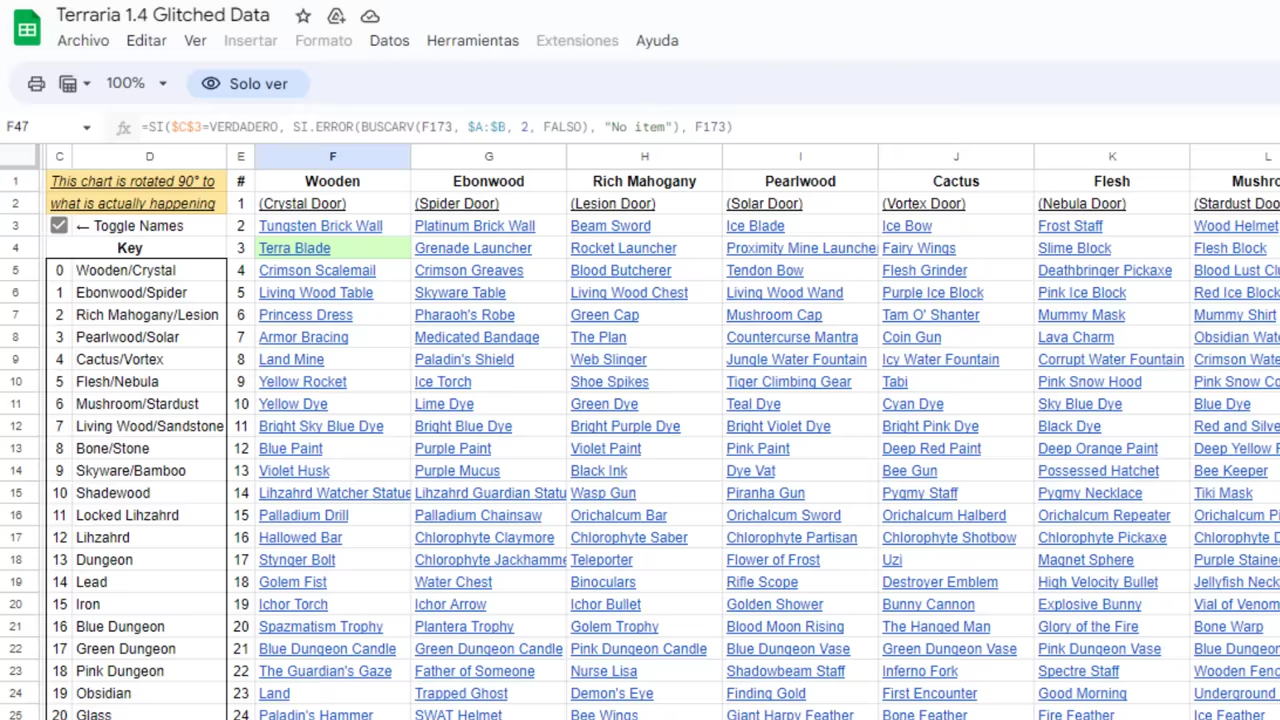 Terraria 1.4 Glitched Data
Archivo Editar Ver Insertar Formato Datos Herramientas Extensiones Ayuda
100% Solo ver
F47 fx =SI($C$3=VERDADERO, SI.ERROR(BUSCARV(F173, $A:$B, 2, FALSO), "No item"), F173)
C D E F G H I J K L
1 This chart is rotated 90° to # Wooden Ebonwood Rich Mahogany Pearlwood Cactus Flesh Mushro
2 what is actually happening 1 (Crystal Door) (Spider Door) (Lesion Door) (Solar Door) (Vortex Door) (Nebula Door) (Stardust Doo
3 ← Toggle Names 2 Tungsten Brick Wall Platinum Brick Wall Beam Sword Ice Blade Ice Bow Frost Staff Wood Helmet
4 Key 3 Terra Blade Grenade Launcher Rocket Launcher Proximity Mine Launche Fairy Wings Slime Block Flesh Block
5 0 Wooden/Crystal 4 Crimson Scalemail Crimson Greaves Blood Butcherer Tendon Bow Flesh Grinder Deathbringer Pickaxe Blood Lust Cl
6 1 Ebonwood/Spider 5 Living Wood Table Skyware Table Living Wood Chest Living Wood Wand Purple Ice Block Pink Ice Block Red Ice Block
7 2 Rich Mahogany/Lesion 6 Princess Dress Pharaoh's Robe Green Cap Mushroom Cap Tam O' Shanter Mummy Mask Mummy Shirt
8 3 Pearlwood/Solar 7 Armor Bracing Medicated Bandage The Plan Countercurse Mantra Coin Gun Lava Charm Obsidian Wate
9 4 Cactus/Vortex 8 Land Mine Paladin's Shield Web Slinger Jungle Water Fountain Icy Water Fountain Corrupt Water Fountain Crimson Water
10 5 Flesh/Nebula 9 Yellow Rocket Ice Torch Shoe Spikes Tiger Climbing Gear Tabi Pink Snow Hood Pink Snow Co
11 6 Mushroom/Stardust 10 Yellow Dye Lime Dye Green Dye Teal Dye Cyan Dye Sky Blue Dye Blue Dye
12 7 Living Wood/Sandstone 11 Bright Sky Blue Dye Bright Blue Dye Bright Purple Dye Bright Violet Dye Bright Pink Dye Black Dye Red and Silve
13 8 Bone/Stone 12 Blue Paint Purple Paint Violet Paint Pink Paint Deep Red Paint Deep Orange Paint Deep Yellow P
14 9 Skyware/Bamboo 13 Violet Husk Purple Mucus Black Ink Dye Vat Bee Gun Possessed Hatchet Bee Keeper
15 10 Shadewood 14 Lihzahrd Watcher Statue Lihzahrd Guardian Statu Wasp Gun Piranha Gun Pygmy Staff Pygmy Necklace Tiki Mask
16 11 Locked Lihzahrd 15 Palladium Drill Palladium Chainsaw Orichalcum Bar Orichalcum Sword Orichalcum Halberd Orichalcum Repeater Orichalcum Pi
17 12 Lihzahrd 16 Hallowed Bar Chlorophyte Claymore Chlorophyte Saber Chlorophyte Partisan Chlorophyte Shotbow Chlorophyte Pickaxe Chlorophyte D
18 13 Dungeon 17 Stynger Bolt Chlorophyte Jackhamme Teleporter Flower of Frost Uzi Magnet Sphere Purple Staine
19 14 Lead 18 Golem Fist Water Chest Binoculars Rifle Scope Destroyer Emblem High Velocity Bullet Jellyfish Neck
20 15 Iron 19 Ichor Torch Ichor Arrow Ichor Bullet Golden Shower Bunny Cannon Explosive Bunny Vial of Venom
21 16 Blue Dungeon 20 Spazmatism Trophy Plantera Trophy Golem Trophy Blood Moon Rising The Hanged Man Glory of the Fire Bone Warp
22 17 Green Dungeon 21 Blue Dungeon Candle Green Dungeon Candle Pink Dungeon Candle Blue Dungeon Vase Green Dungeon Vase Pink Dungeon Vase Blue Dungeon
23 18 Pink Dungeon 22 The Guardian's Gaze Father of Someone Nurse Lisa Shadowbeam Staff Inferno Fork Spectre Staff Wooden Fenc
24 19 Obsidian 23 Land Trapped Ghost Demon's Eye Finding Gold First Encounter Good Morning Underground
25 20 Glass 24 Paladin's Hammer SWAT Helmet Bee Wings Giant Harpy Feather Bone Feather Fire Feather Ice Feather